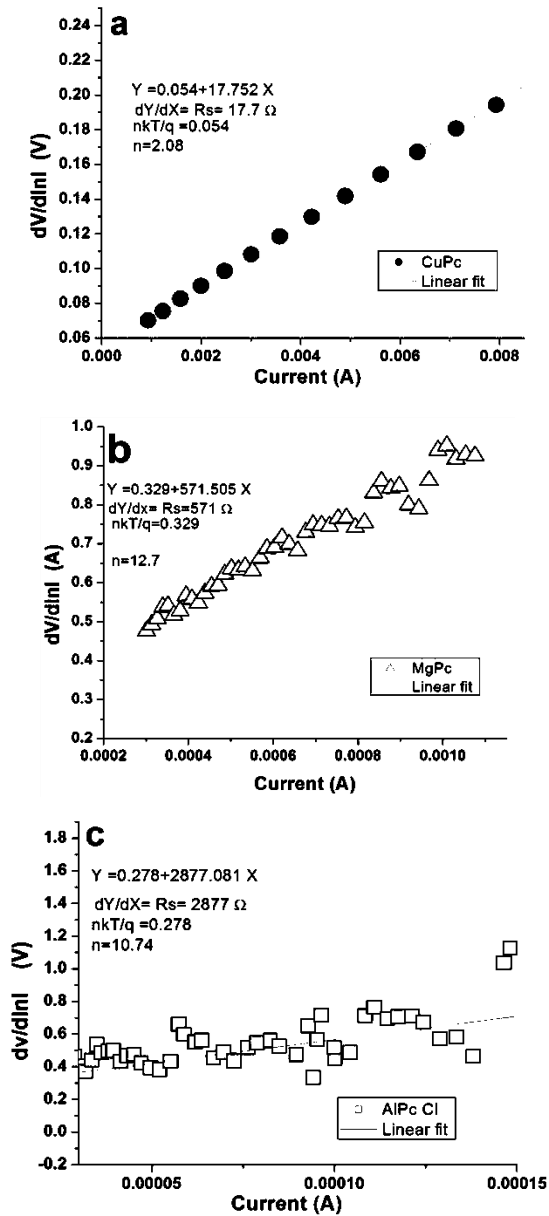 a
Y =0.054+17.752 X
dY/dX= Rs= 17.7 Ω
nkT/q =0.054
n=2.08
0.20
0.18
0.16
0.14
0.12
0.10
0.08
0.06
dV/dlnI (V)
CuPc
Linear fit
0.000 0.002 0.004 0.006 0.008
Current (A)
b
Y =0.329+571.505 X
dY/dx= Rs=571 Ω
nkT/q=0.329
n=12.7
1.0
0.9
0.8
0.7
0.6
0.5
0.4
0.3
0.2
dV/dlnI (A)
MgPc
Linear fit
0.0002 0.0004 0.0006 0.0008 0.0010
Current (A)
c
Y =0.278+2877.081 X
dY/dX= Rs= 2877 Ω
nkT/q =0.278
n=10.74
1.8
1.6
1.4
1.2
1.0
0.8
0.6
0.4
0.2
0.0
-0.2
dv/dlnI (V)
AlPc Cl
Linear fit
0.00005 0.00010 0.00015
Current (A)